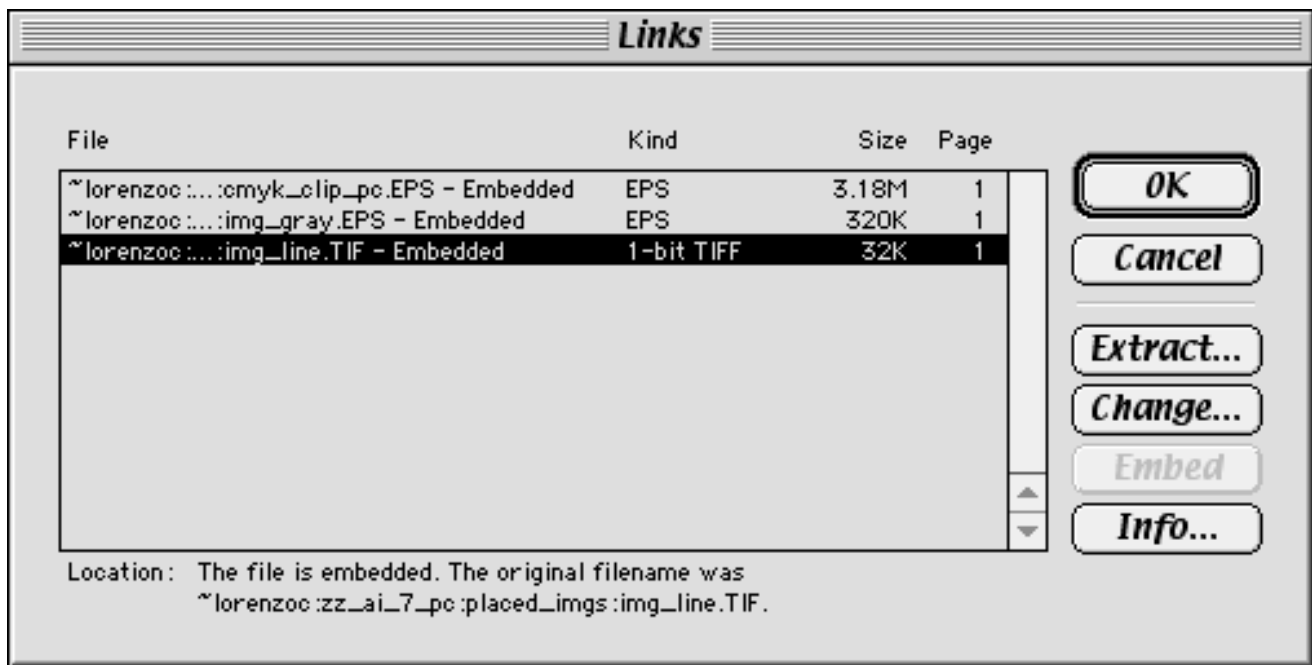 Links
File Kind Size Page
~lorenzoc:...:cmyk_clip_pc.EPS - Embedded EPS 3.18M 1
~lorenzoc:...:img_gray.EPS - Embedded EPS 320K 1
~lorenzoc:...:img_line.TIF - Embedded 1-bit TIFF 32K 1
OK
Cancel
Extract...
Change...
Embed
Info...
Location: The file is embedded. The original filename was
~lorenzoc:zz_ai_7_pc:placed_imgs:img_line.TIF.